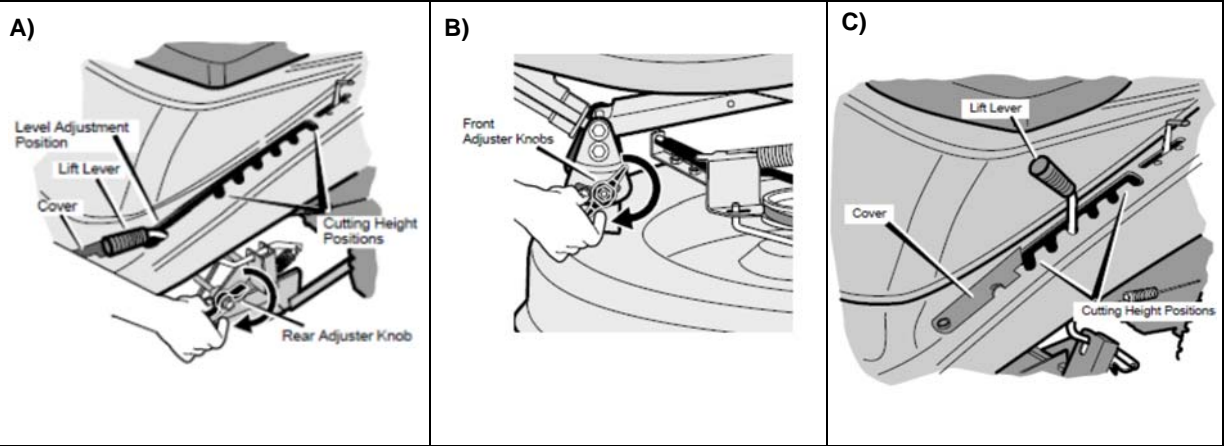 A)
Level Adjustment
Position
Lift Lever
Cover
Cutting Height
Positions
Rear Adjuster Knob
B)
Front
Adjuster Knobs
C)
Lift Lever
Cover
Cutting Height Positions